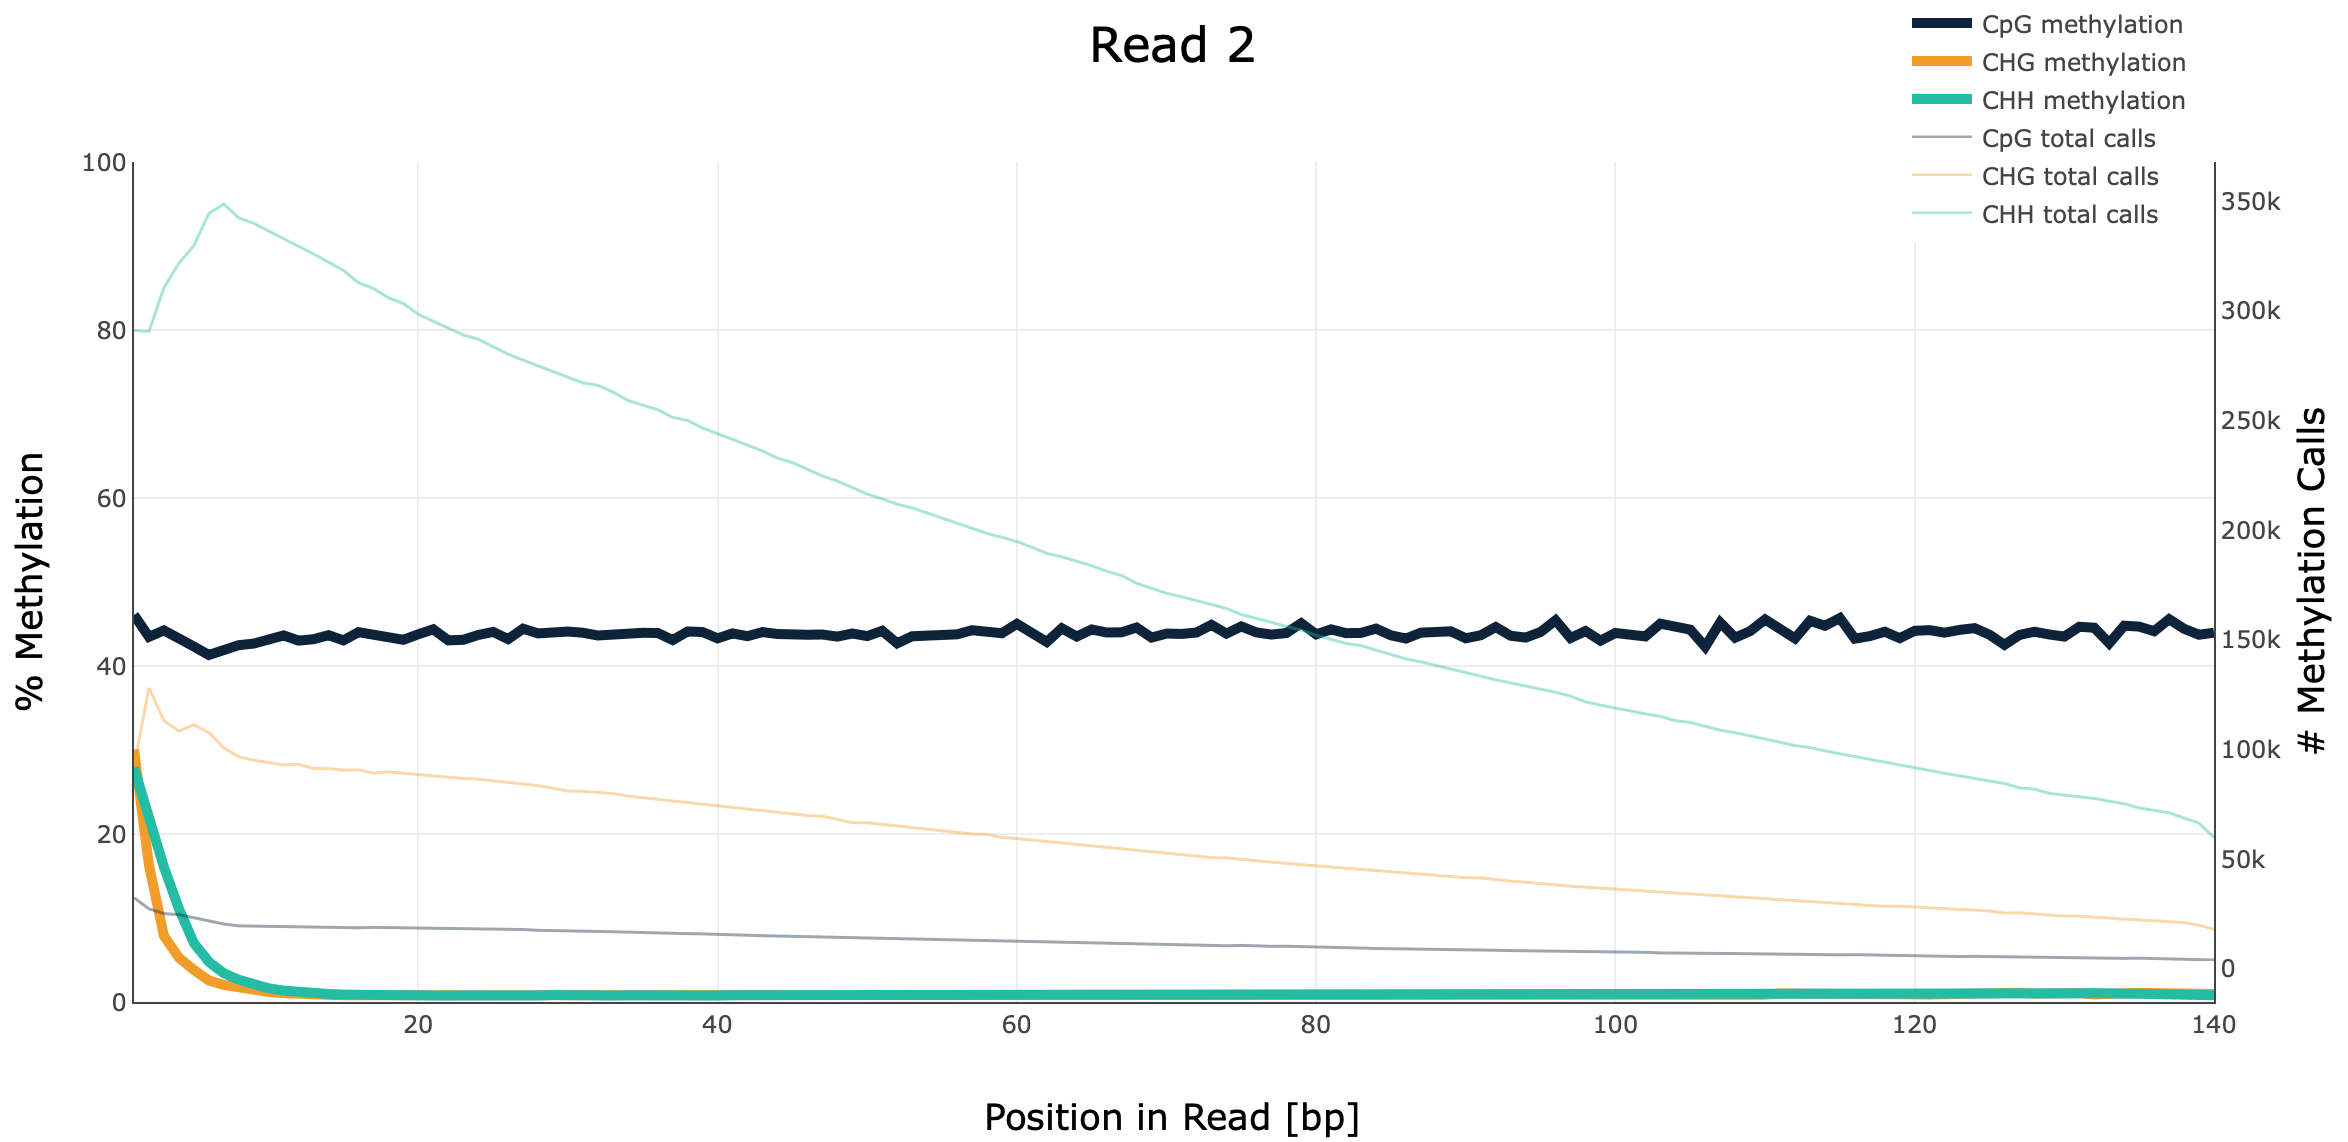 Read 2
CpG methylation
CHG methylation
CHH methylation
CpG total calls
CHG total calls
CHH total calls
% Methylation
100
80
60
40
20
0
350k
300k
250k
200k
150k
100k
50k
0
# Methylation Calls
20 40 60 80 100 120 140
Position in Read [bp]